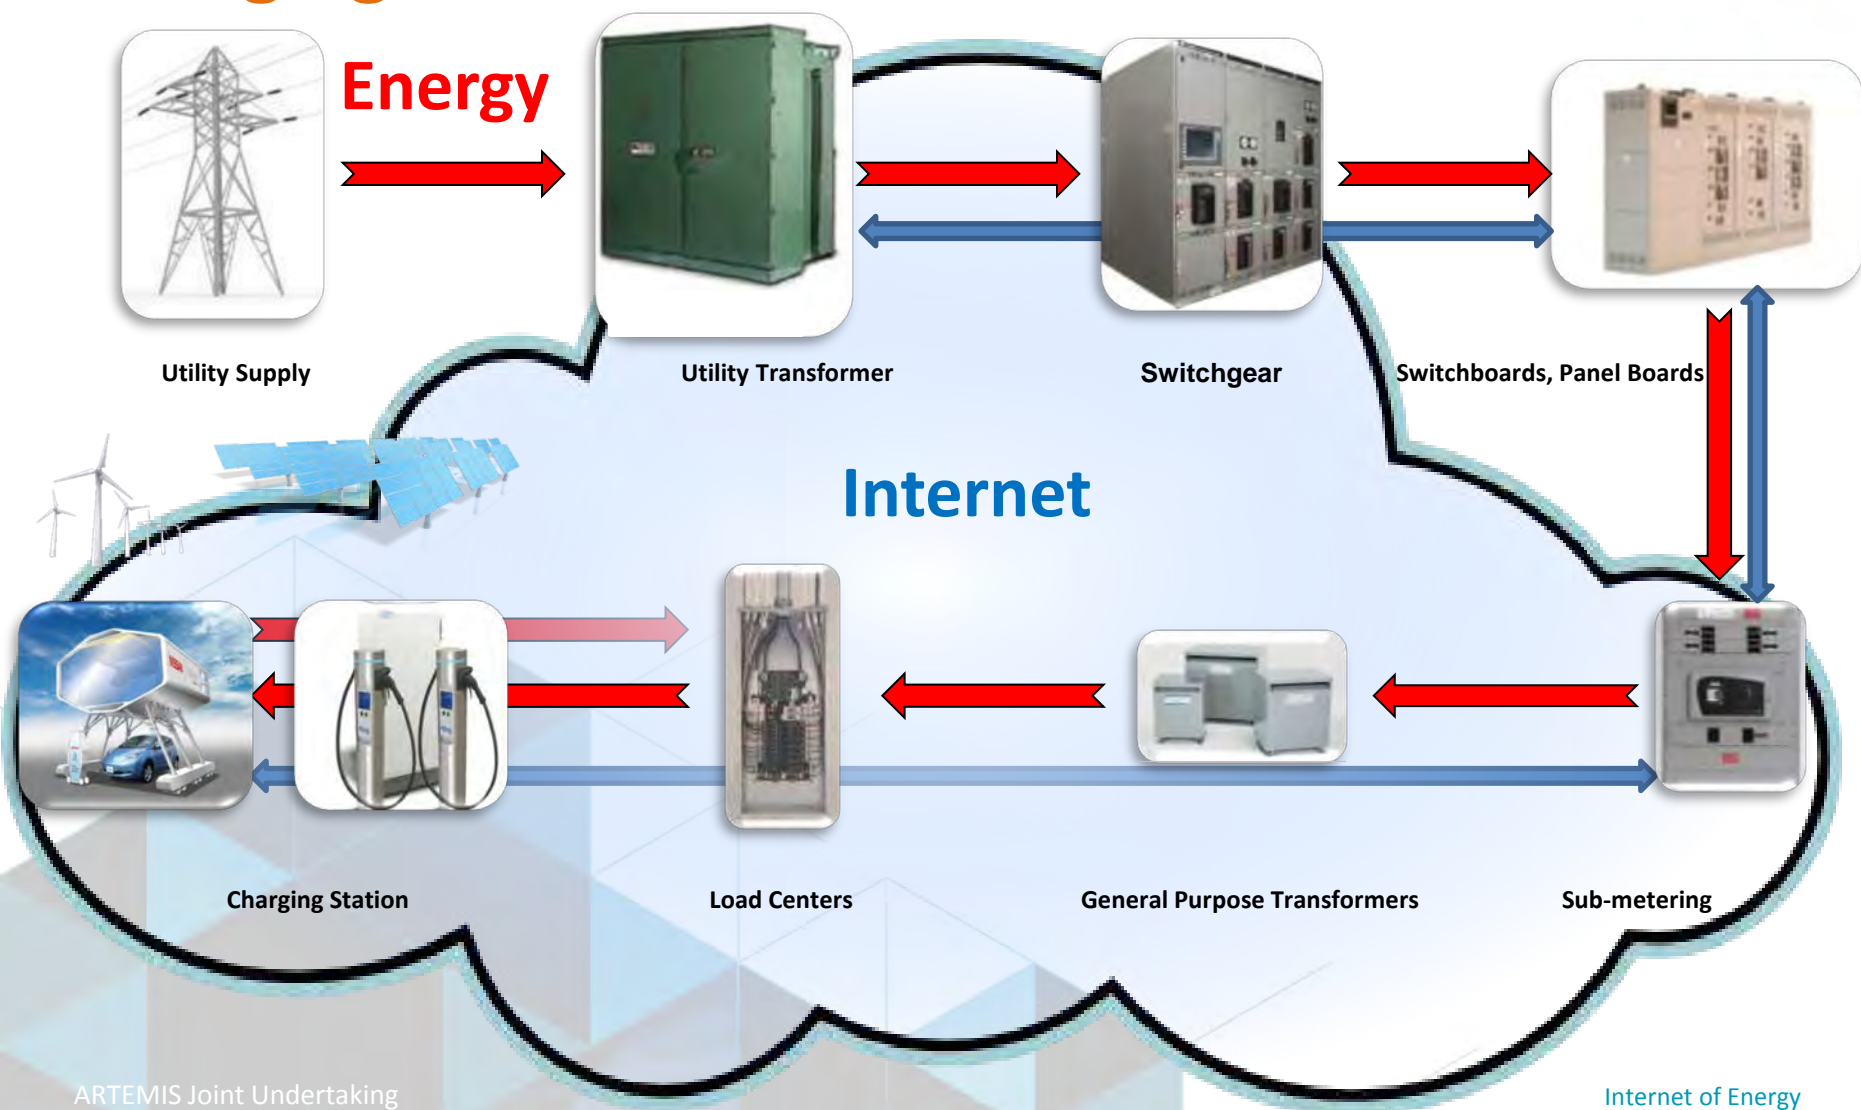 Energy
Utility Supply
Utility Transformer
Switchgear
Switchboards, Panel Boards
Internet
Charging Station
Load Centers
General Purpose Transformers
Sub-metering
ARTEMIS Joint Undertaking
Internet of Energy